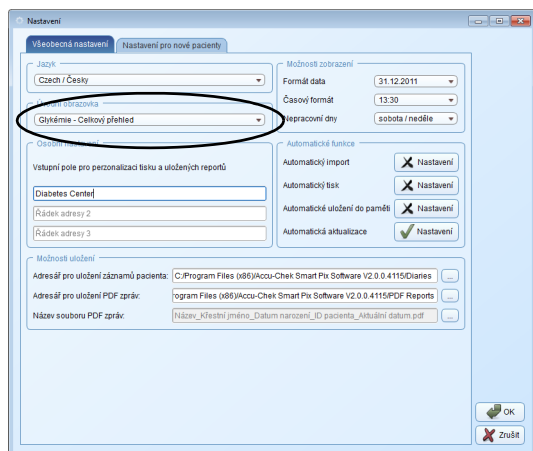 Nastavení
Všeobecná nastavení
Nastavení pro nové pacienty
Jazyk
Czech / Česky
Úvodní obrazovka
Glykémie - Celkový přehled
Možnosti zobrazení
Formát data
31.12.2011
Časový formát
13:30
Nepracovní dny
sobota / neděle
Osobní nastavení
Vstupní pole pro personalizaci tisku a uložených reportů
Diabetes Center
Řádek adresy 2
Řádek adresy 3
Automatické funkce
Automatický import
Nastavení
Automatický tisk
Nastavení
Automatické uložení do paměti
Nastavení
Automatická aktualizace
Nastavení
Možnosti uložení
Adresář pro uložení záznamů pacienta: C:/Program Files (x86)/Accu-Chek Smart Pix Software V2.0.0.4115/Diaries ...
Adresář pro uložení PDF zpráv: rogram Files (x86)/Accu-Chek Smart Pix Software V2.0.0.4115/PDF Reports ...
Název souboru PDF zpráv: Název_Křestní jméno_Datum narození_ID pacienta_Aktuální datum.pdf ...
OK
Zrušit